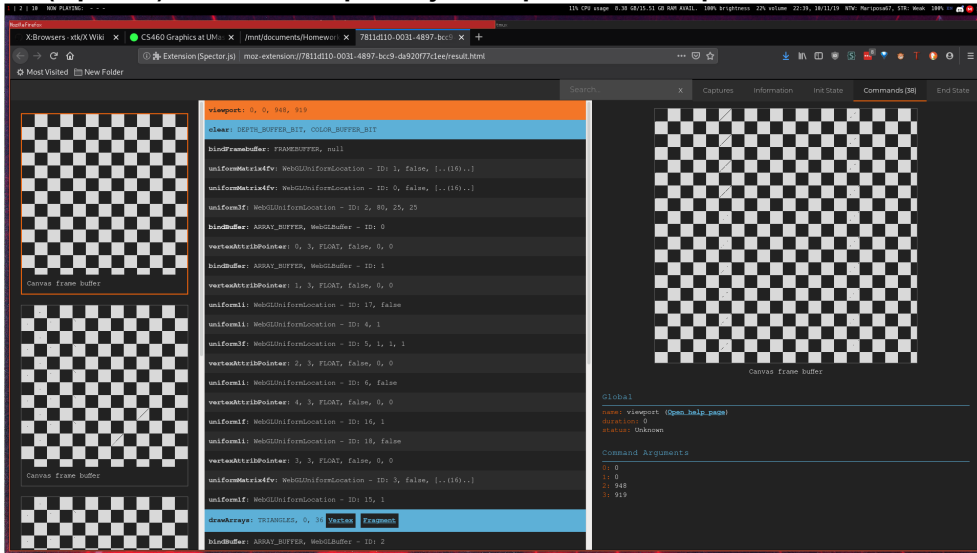 | 2 | 10 NOW PLAYING: - - -
11% CPU usage 8.38 GB/15.51 GB RAM AVAIL. 100% brightness 22% volume 22:39, 10/11/19 NTW: Mariposa67, STR: Weak 100%
MozillaFirefox
X:Browsers - xtk/X Wiki
CS460 Graphics at UMa
/mnt/documents/Homework
7811d110-0031-4897-bcc9
Extension (Spector.js) moz-extension://7811d110-0031-4897-bcc9-da920f77c1ee/result.html
Most Visited New Folder
Search... X Captures Information Init State Commands (38) End State
viewport: 0, 0, 948, 919
clear: DEPTH_BUFFER_BIT, COLOR_BUFFER_BIT
bindFramebuffer: FRAMEBUFFER, null
uniformMatrix4fv: WebGLUniformLocation - ID: 1, false, [..(16)..]
uniformMatrix4fv: WebGLUniformLocation - ID: 0, false, [..(16)..]
uniform3f: WebGLUniformLocation - ID: 2, 80, 25, 25
bindBuffer: ARRAY_BUFFER, WebGLBuffer - ID: 0
vertexAttribPointer: 0, 3, FLOAT, false, 0, 0
bindBuffer: ARRAY_BUFFER, WebGLBuffer - ID: 1
vertexAttribPointer: 1, 3, FLOAT, false, 0, 0
uniform1i: WebGLUniformLocation - ID: 17, false
uniform1i: WebGLUniformLocation - ID: 4, 1
uniform3f: WebGLUniformLocation - ID: 5, 1, 1, 1
vertexAttribPointer: 2, 3, FLOAT, false, 0, 0
uniform1i: WebGLUniformLocation - ID: 6, false
vertexAttribPointer: 4, 3, FLOAT, false, 0, 0
uniform1f: WebGLUniformLocation - ID: 16, 1
uniform1i: WebGLUniformLocation - ID: 18, false
vertexAttribPointer: 3, 3, FLOAT, false, 0, 0
uniformMatrix4fv: WebGLUniformLocation - ID: 3, false, [..(16)..]
uniform1f: WebGLUniformLocation - ID: 15, 1
drawArrays: TRIANGLES, 0, 36 Vertex Fragment
bindBuffer: ARRAY_BUFFER, WebGLBuffer - ID: 2
Canvas frame buffer
Canvas frame buffer
Canvas frame buffer
Global
name: viewport (Open help page)
duration: 0
status: Unknown
Command Arguments
0: 0
1: 0
2: 948
3: 919